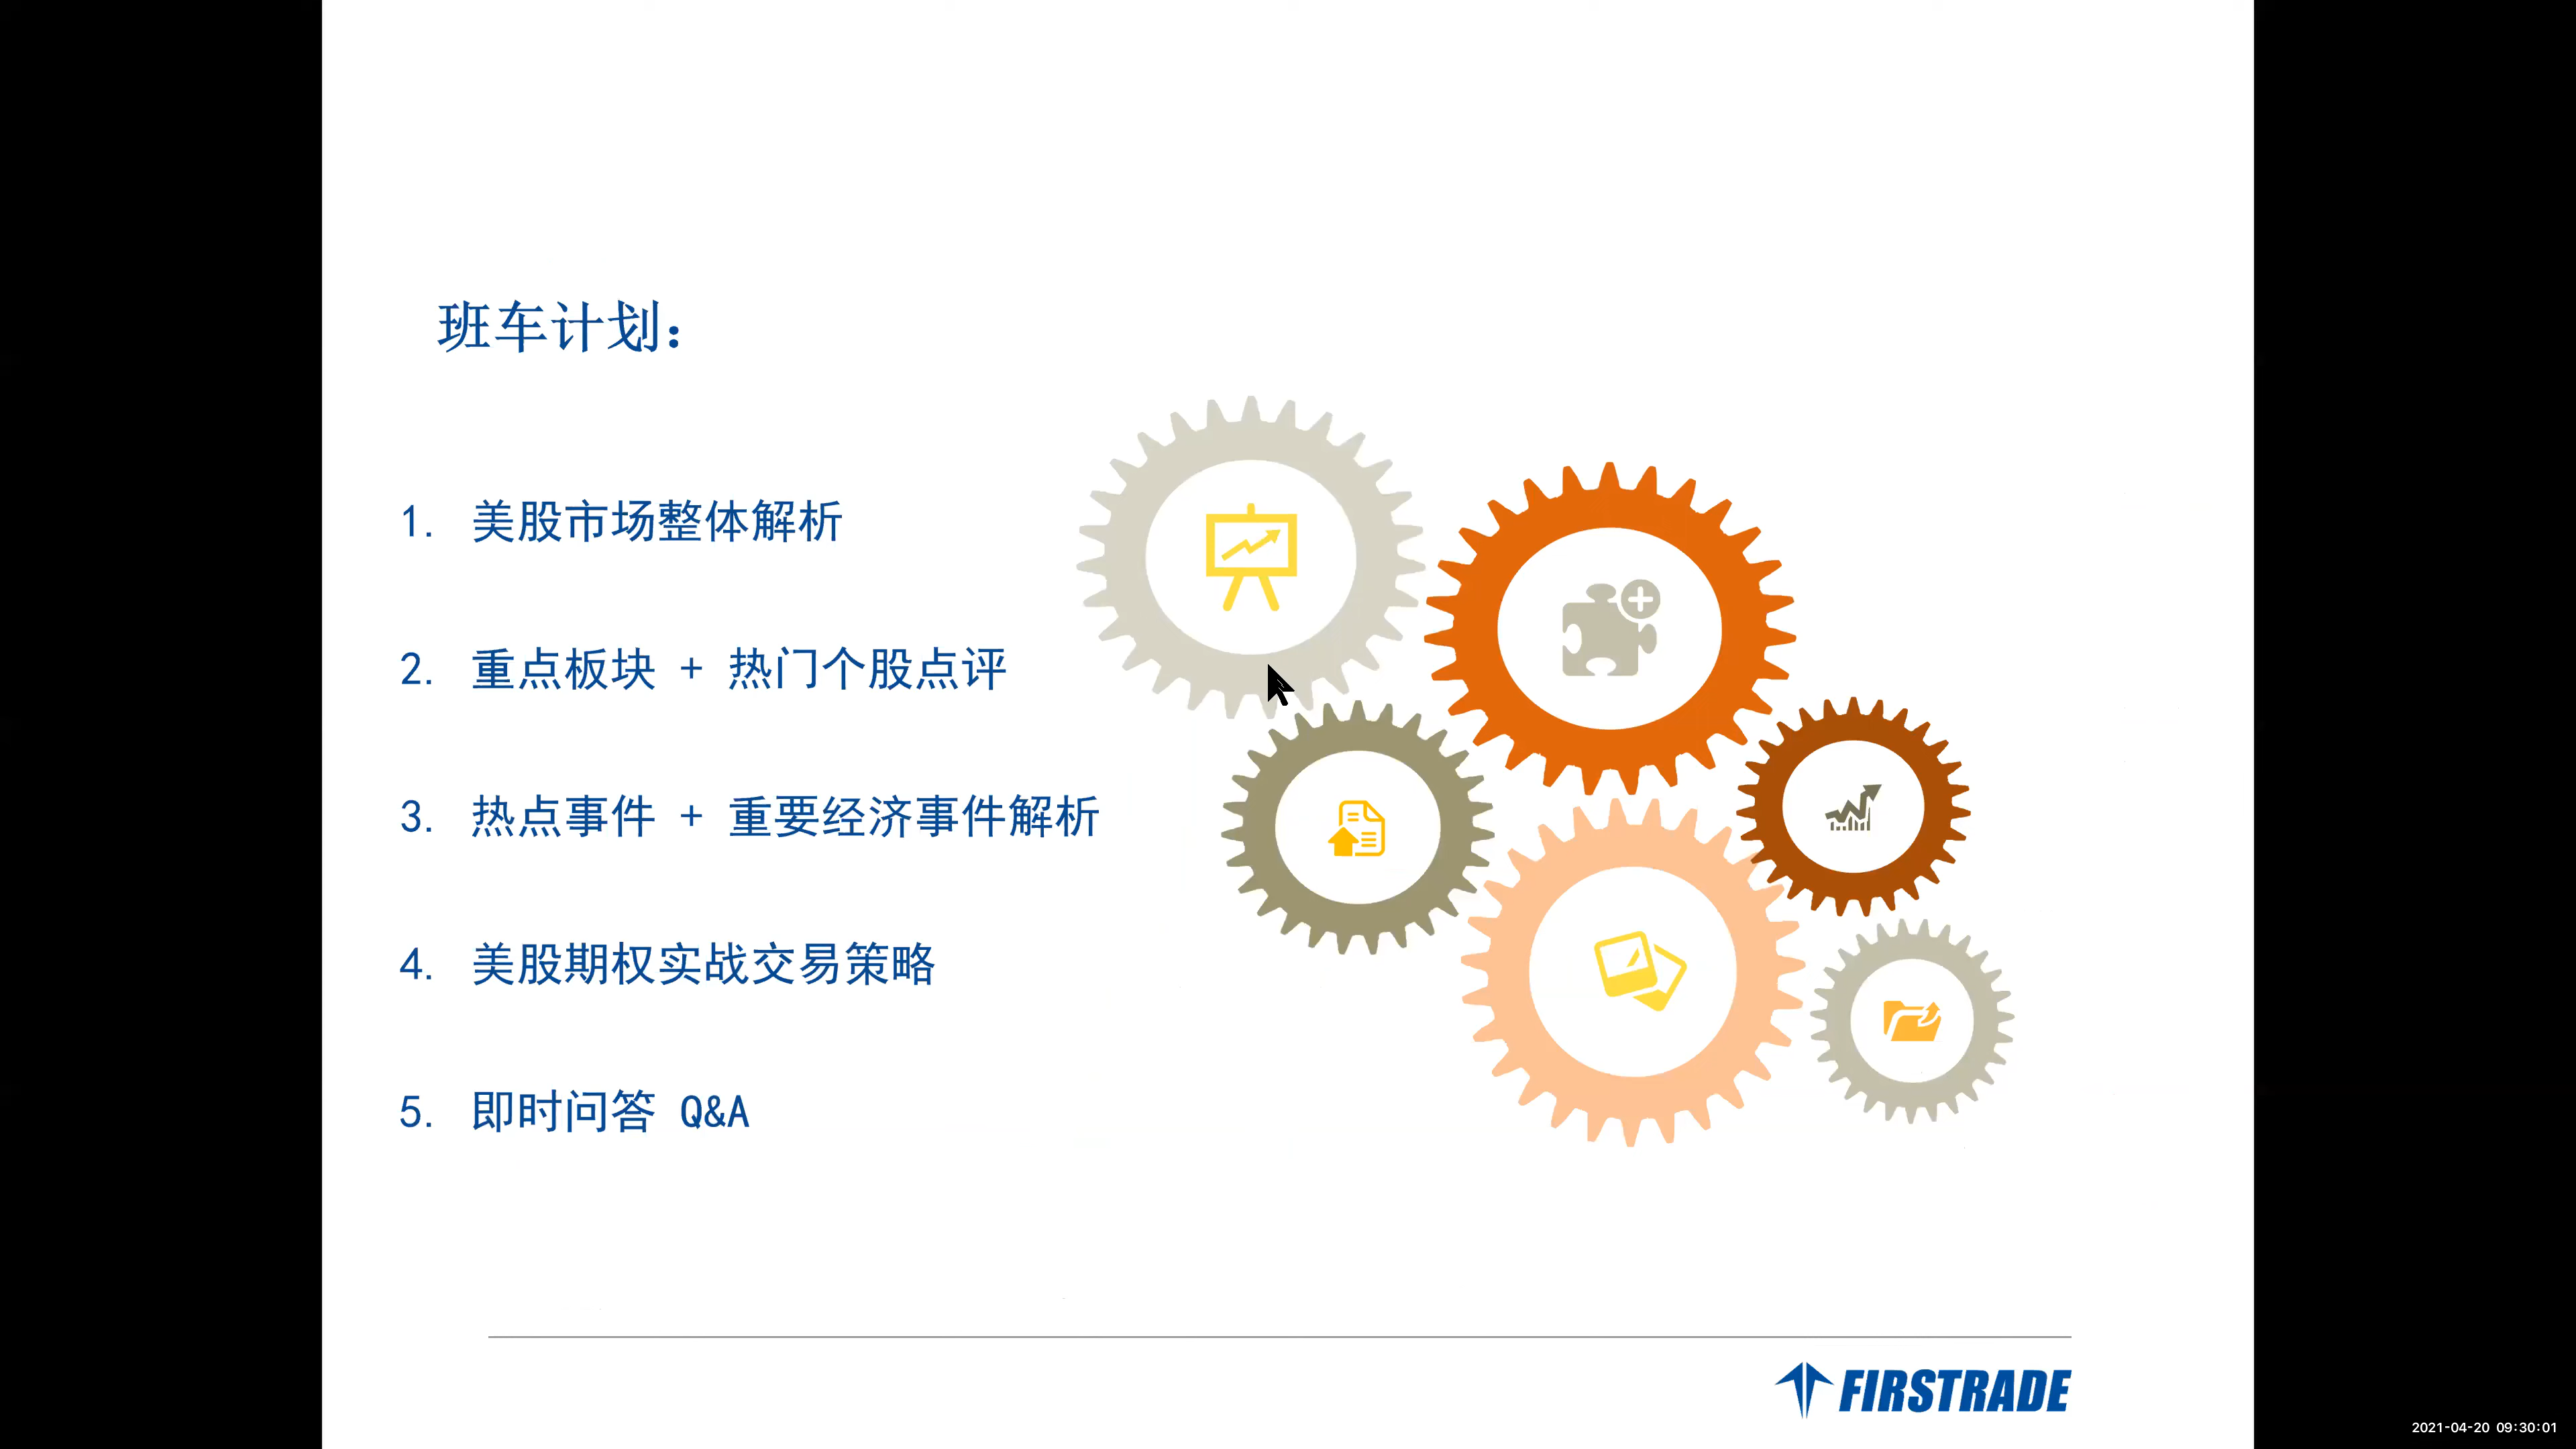 班车计划：
1. 美股市场整体解析
2. 重点板块 + 热门个股点评
3. 热点事件 + 重要经济事件解析
4. 美股期权实战交易策略
5. 即时问答 Q&A
FIRSTRADE
2021-04-20 09:30:01